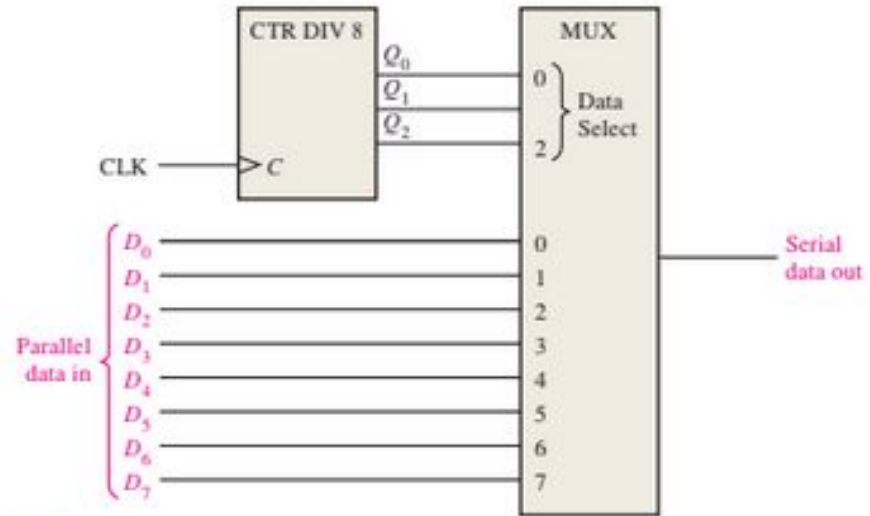 CTR DIV 8
MUX
Q0
Q1
Q2
0
2
Data
Select
CLK
C
D0
D1
D2
D3
D4
D5
D6
D7
Parallel
data in
0
1
2
3
4
5
6
7
Serial
data out